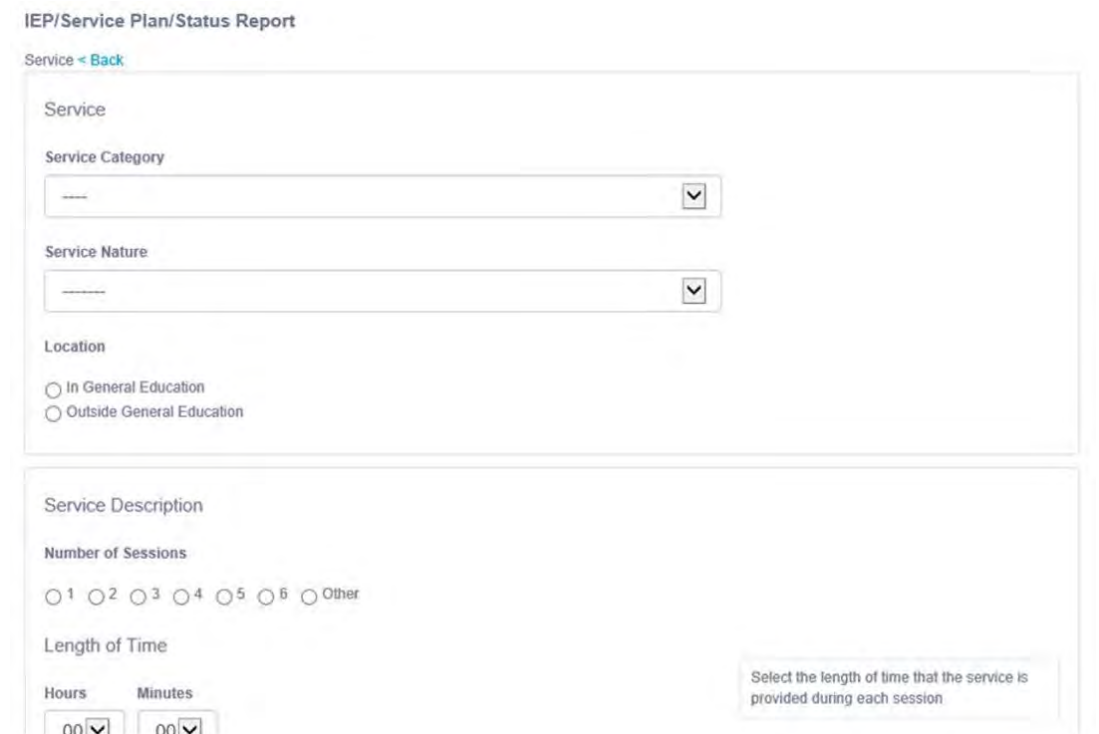 IEP/Service Plan/Status Report
Service < Back
Service
Service Category
----
Service Nature
-------
Location
In General Education
Outside General Education
Service Description
Number of Sessions
1 2 3 4 5 6 Other
Length of Time
Hours Minutes
Select the length of time that the service is
provided during each session
00 00